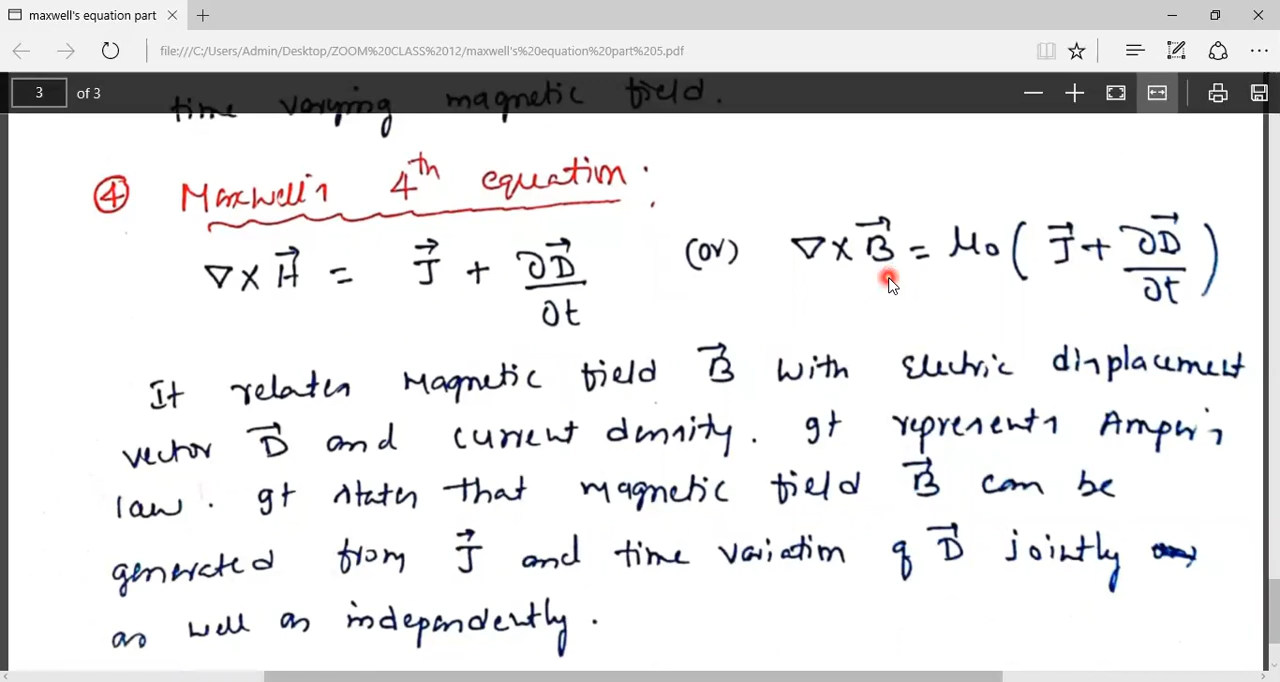 maxwell's equation part
file:///C:/Users/Admin/Desktop/ZOOM%20CLASS%2012/maxwell's%20equation%20part%205.pdf
3 of 3
time varying magnetic field.
④ Maxwell's 4th equation :
∇×H⃗ = J⃗ + ∂D⃗/∂t (or) ∇×B⃗ = μ₀( J⃗ + ∂D⃗/∂t )
It relates Magnetic field B⃗ with Electric displacement
vector D⃗ and current density. It represents Amper's
law. It states that magnetic field B⃗ can be
generated from J⃗ and time variation of D⃗ jointly
as well as independently.